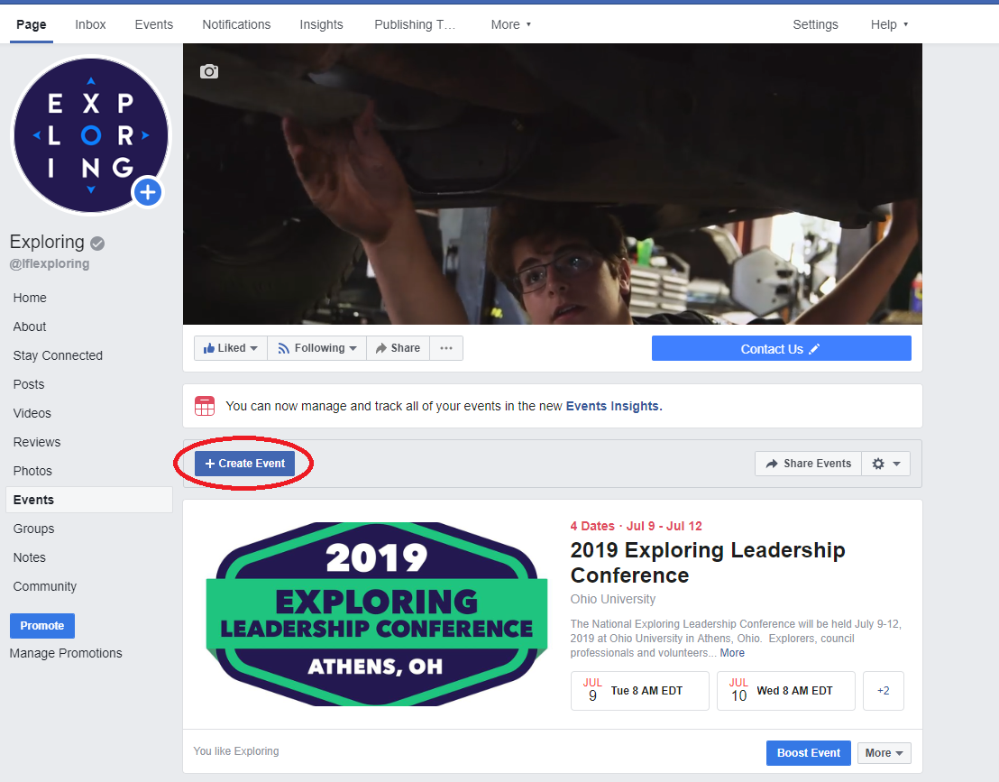 Page Inbox Events Notifications Insights Publishing T… More Settings Help
E X P
L O R
I N G
Exploring
@lflexploring
Home
About
Stay Connected
Posts
Videos
Reviews
Photos
Events
Groups
Notes
Community
Promote
Manage Promotions
Liked Following Share ... Contact Us
You can now manage and track all of your events in the new Events Insights.
+ Create Event Share Events
2019
EXPLORING
LEADERSHIP CONFERENCE
ATHENS, OH
4 Dates · Jul 9 - Jul 12
2019 Exploring Leadership
Conference
Ohio University
The National Exploring Leadership Conference will be held July 9-12,
2019 at Ohio University in Athens, Ohio. Explorers, council
professionals and volunteers... More
JUL
9 Tue 8 AM EDT
JUL
10 Wed 8 AM EDT
+2
You like Exploring Boost Event More